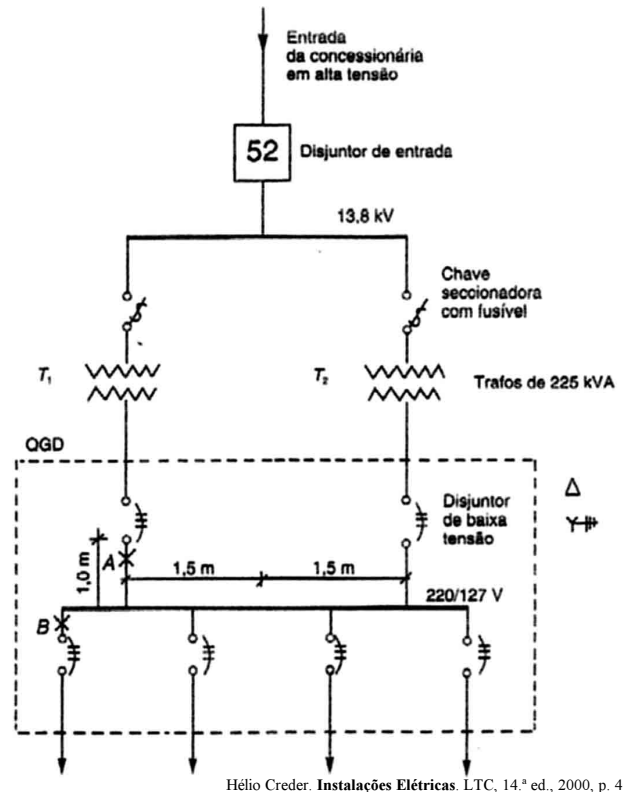 Entrada
da concessionária
em alta tensão
52
Disjuntor de entrada
13,8 kV
Chave
seccionadora
com fusível
T₁
T₂
Trafos de 225 kVA
QGD
Disjuntor
de baixa
tensão
Δ
1,0 m
A
1,5 m
1,5 m
220/127 V
B
Hélio Creder. Instalações Elétricas. LTC, 14.ª ed., 2000, p. 4